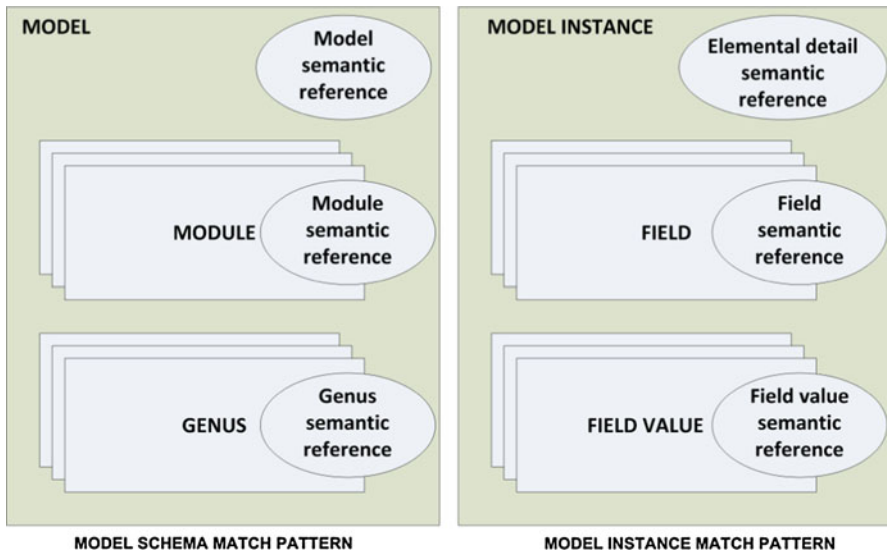 MODEL
Model
semantic
reference
MODULE
Module
semantic
reference
GENUS
Genus
semantic
reference
MODEL SCHEMA MATCH PATTERN
MODEL INSTANCE
Elemental detail
semantic
reference
FIELD
Field
semantic
reference
FIELD VALUE
Field value
semantic
reference
MODEL INSTANCE MATCH PATTERN